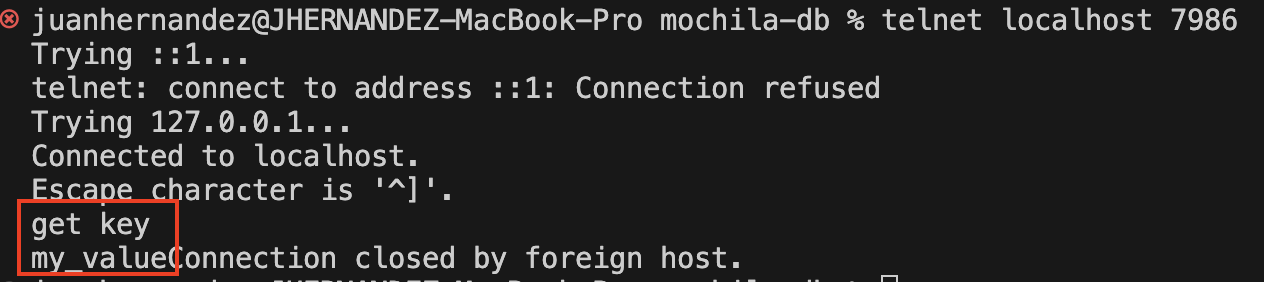 juanhernandez@JHERNANDEZ-MacBook-Pro mochila-db % telnet localhost 7986
Trying ::1...
telnet: connect to address ::1: Connection refused
Trying 127.0.0.1...
Connected to localhost.
Escape character is '^]'.
get key
my_valueConnection closed by foreign host.